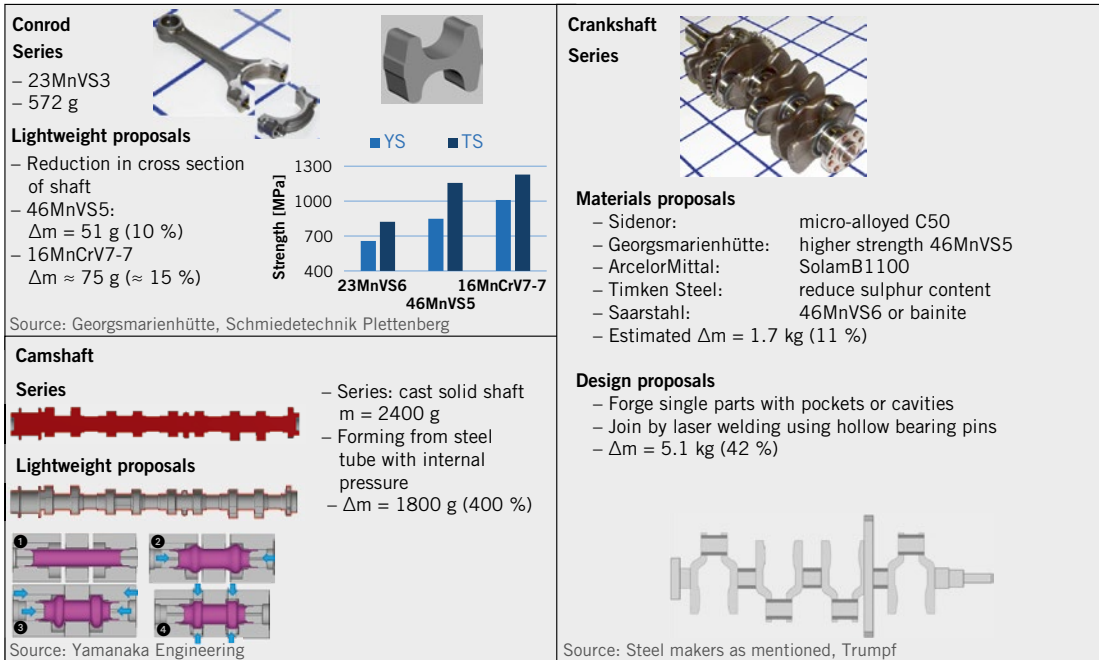 Conrod
Series
– 23MnVS3
– 572 g
Lightweight proposals
– Reduction in cross section
of shaft
– 46MnVS5:
Δm = 51 g (10 %)
– 16MnCrV7-7
Δm ≈ 75 g (≈ 15 %)
YS TS
Strength [MPa]
1300
1000
700
400
23MnVS6
46MnVS5
16MnCrV7-7
Source: Georgsmarienhütte, Schmiedetechnik Plettenberg
Camshaft
Series
Lightweight proposals
– Series: cast solid shaft
m = 2400 g
– Forming from steel
tube with internal
pressure
– Δm = 1800 g (400 %)
1
2
3
4
Source: Yamanaka Engineering
Crankshaft
Series
Materials proposals
– Sidenor: micro-alloyed C50
– Georgsmarienhütte: higher strength 46MnVS5
– ArcelorMittal: SolamB1100
– Timken Steel: reduce sulphur content
– Saarstahl: 46MnVS6 or bainite
– Estimated Δm = 1.7 kg (11 %)
Design proposals
– Forge single parts with pockets or cavities
– Join by laser welding using hollow bearing pins
– Δm = 5.1 kg (42 %)
Source: Steel makers as mentioned, Trumpf